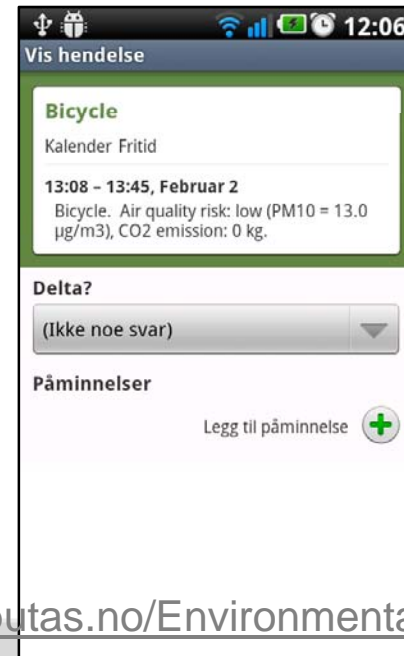 12:06
Vis hendelse
Bicycle
Kalender Fritid
13:08 – 13:45, Februar 2
Bicycle. Air quality risk: low (PM10 = 13.0
µg/m3), CO2 emission: 0 kg.
Delta?
(Ikke noe svar)
Påminnelser
Legg til påminnelse
utas.no/Environmenta